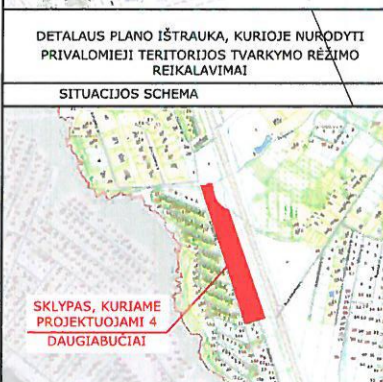 DETALAUS PLANO IŠTRAUKA, KURIOJE NURODYTI
PRIVALOMIEJI TERITORIJOS TVARKYMO REŽIMO
REIKALAVIMAI
SITUACIJOS SCHEMA
SKLYPAS, KURIAME
PROJEKTUOJAMI 4
DAUGIABUČIAI